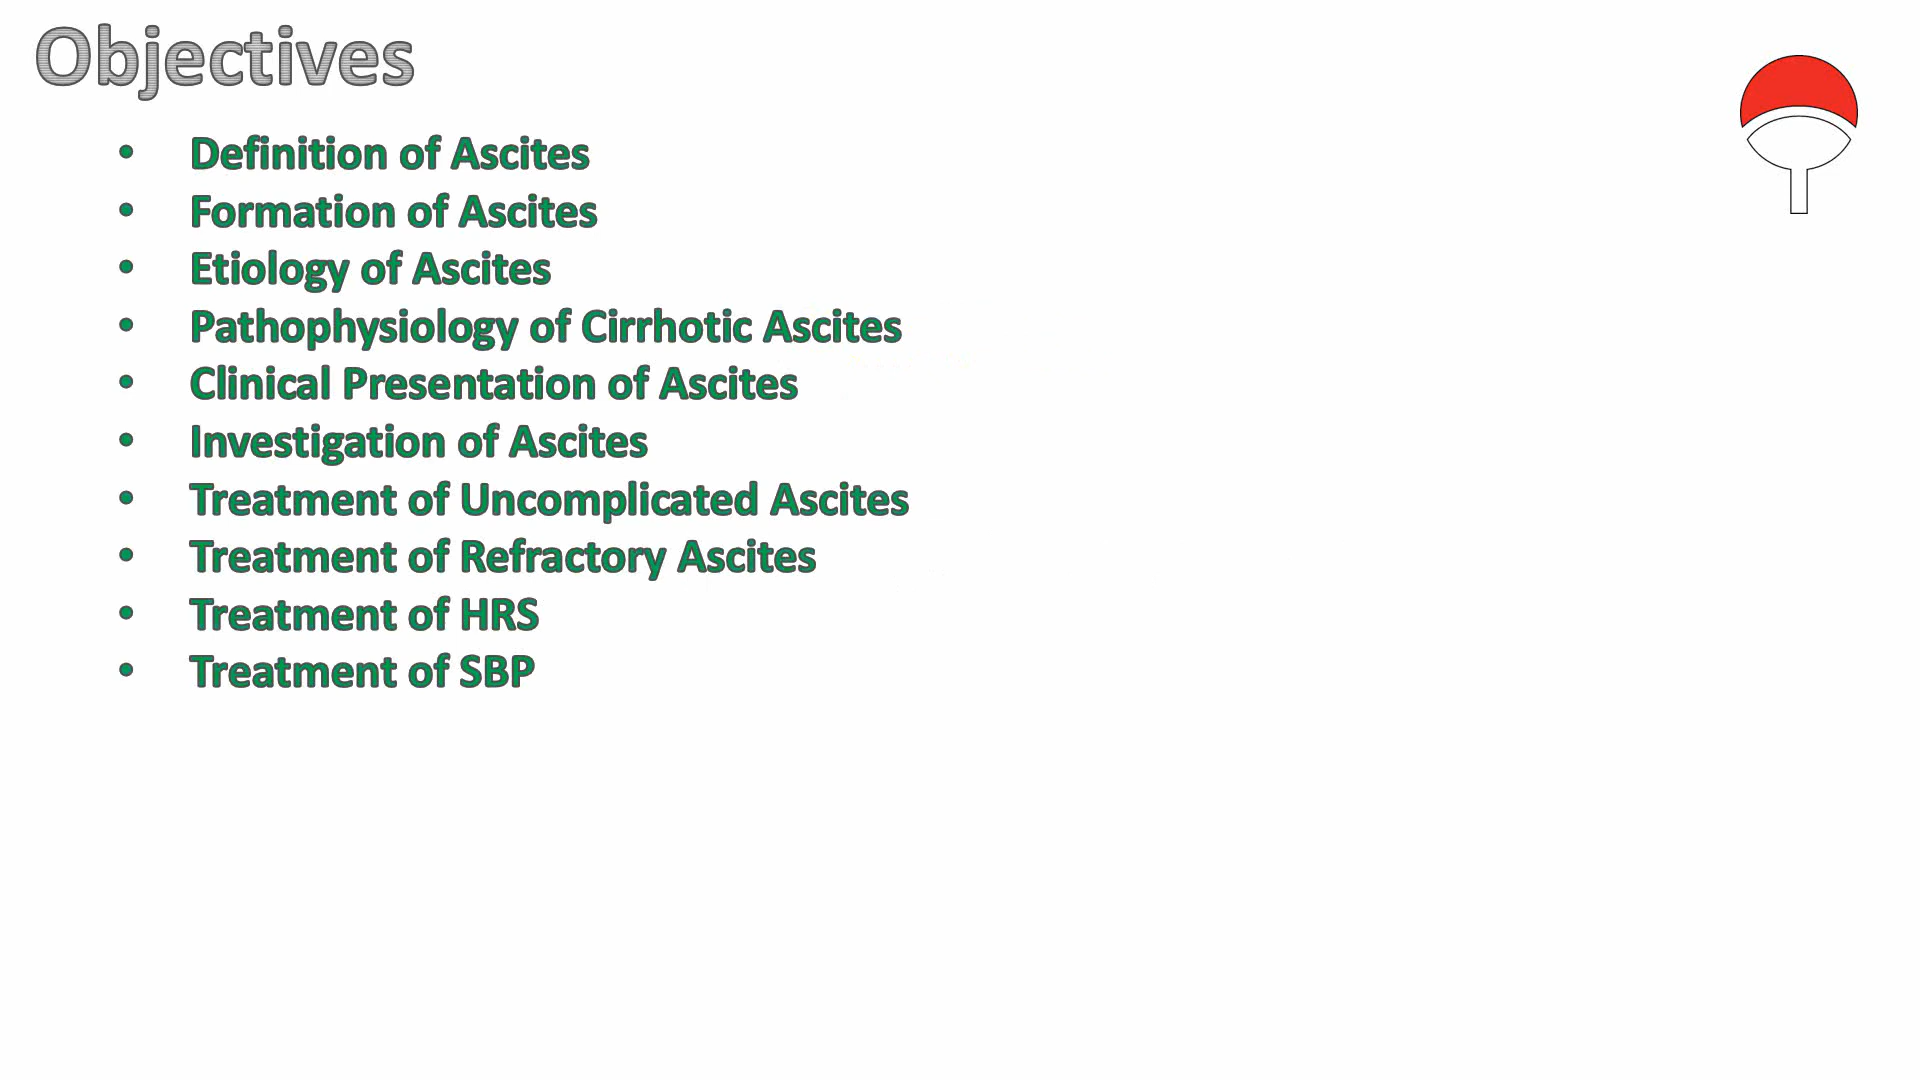 Objectives
• Definition of Ascites
• Formation of Ascites
• Etiology of Ascites
• Pathophysiology of Cirrhotic Ascites
• Clinical Presentation of Ascites
• Investigation of Ascites
• Treatment of Uncomplicated Ascites
• Treatment of Refractory Ascites
• Treatment of HRS
• Treatment of SBP